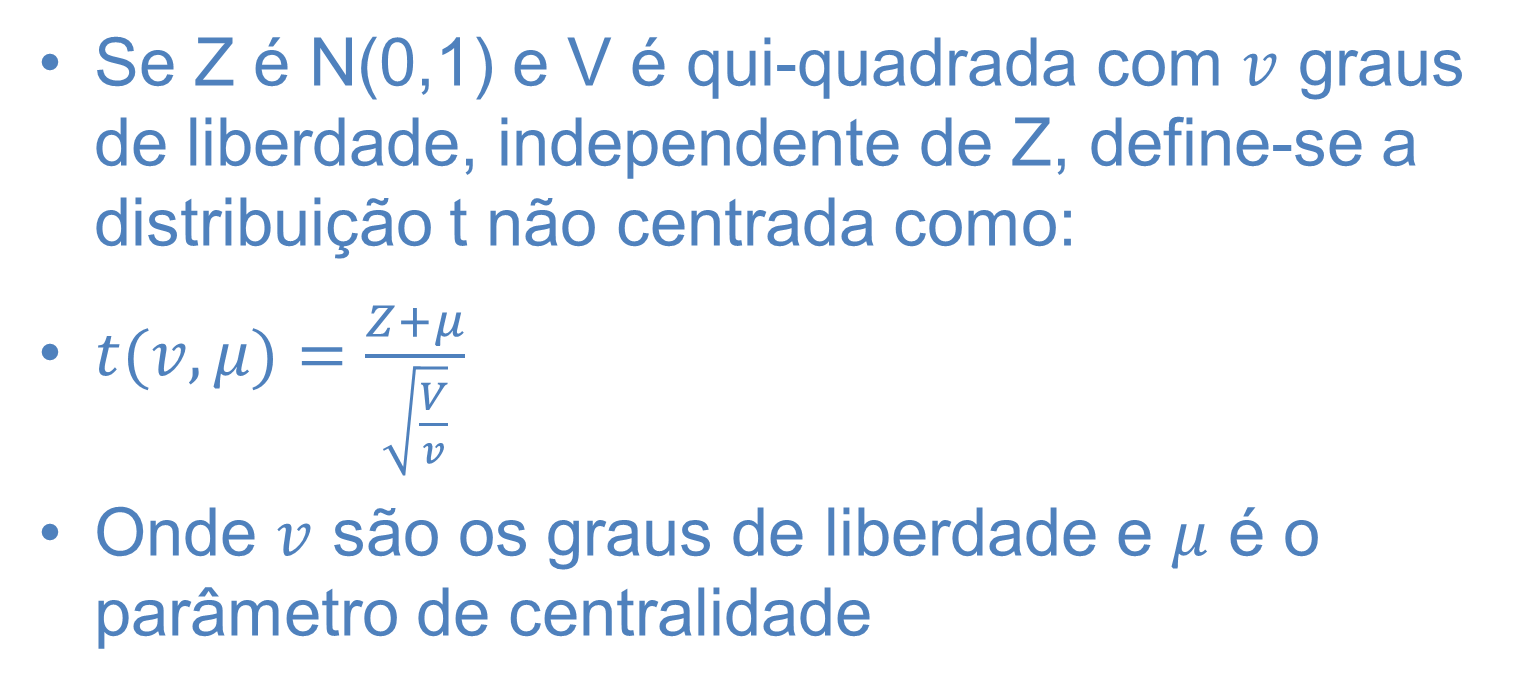 • Se Z é N(0,1) e V é qui-quadrada com 𝑣 graus
de liberdade, independente de Z, define-se a
distribuição t não centrada como:
• 𝑡(𝑣, 𝜇) = (𝑍+𝜇)/√(𝑉/𝑣)
• Onde 𝑣 são os graus de liberdade e 𝜇 é o
parâmetro de centralidade